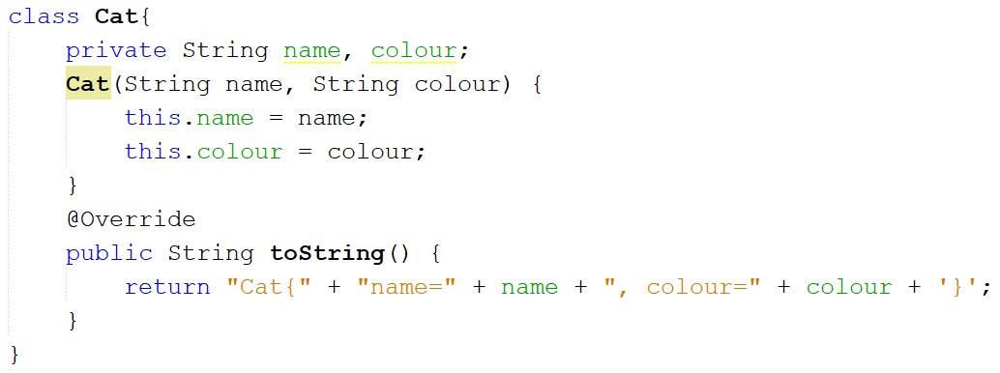 class Cat{
    private String name, colour;
    Cat(String name, String colour) {
        this.name = name;
        this.colour = colour;
    }
    @Override
    public String toString() {
        return "Cat{" + "name=" + name + ", colour=" + colour + '}';
    }
}